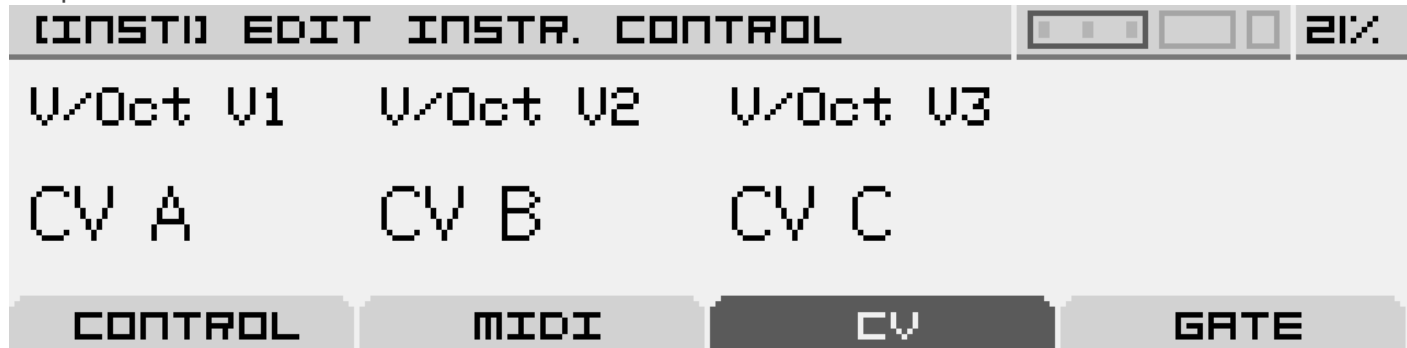 [INST1] EDIT INSTR. CONTROL 21%
V/Oct V1 V/Oct V2 V/Oct V3
CV A CV B CV C
CONTROL MIDI CV GATE